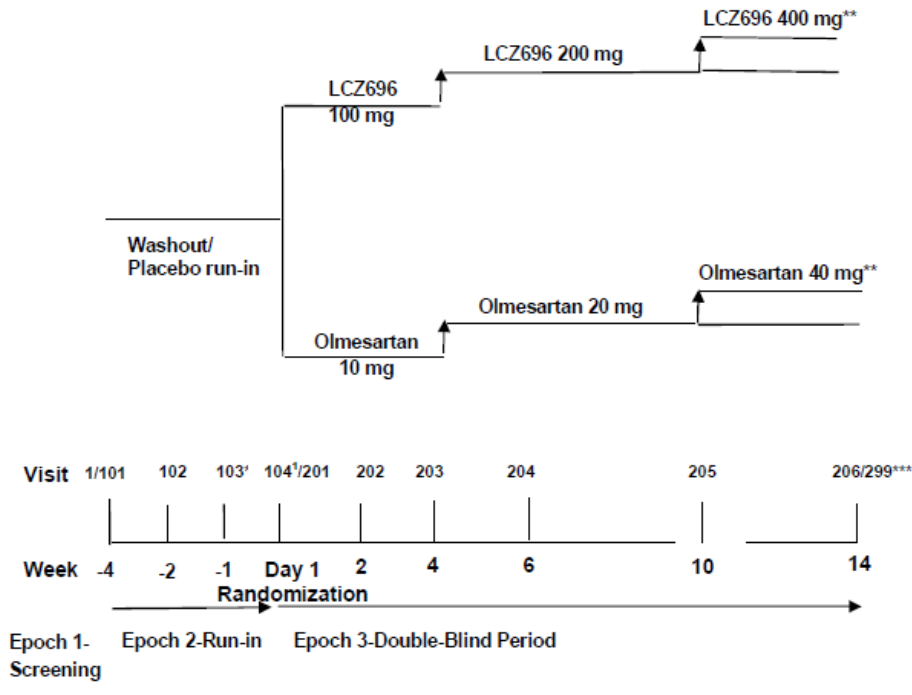 LCZ696 400 mg**
LCZ696 200 mg
LCZ696
100 mg
Washout/
Placebo run-in
Olmesartan 40 mg**
Olmesartan 20 mg
Olmesartan
10 mg
Visit 1/101 102 103' 104¹/201 202 203 204 205 206/299***
Week -4 -2 -1 Day 1 2 4 6 10 14
Randomization
Epoch 1- Epoch 2-Run-in Epoch 3-Double-Blind Period
Screening